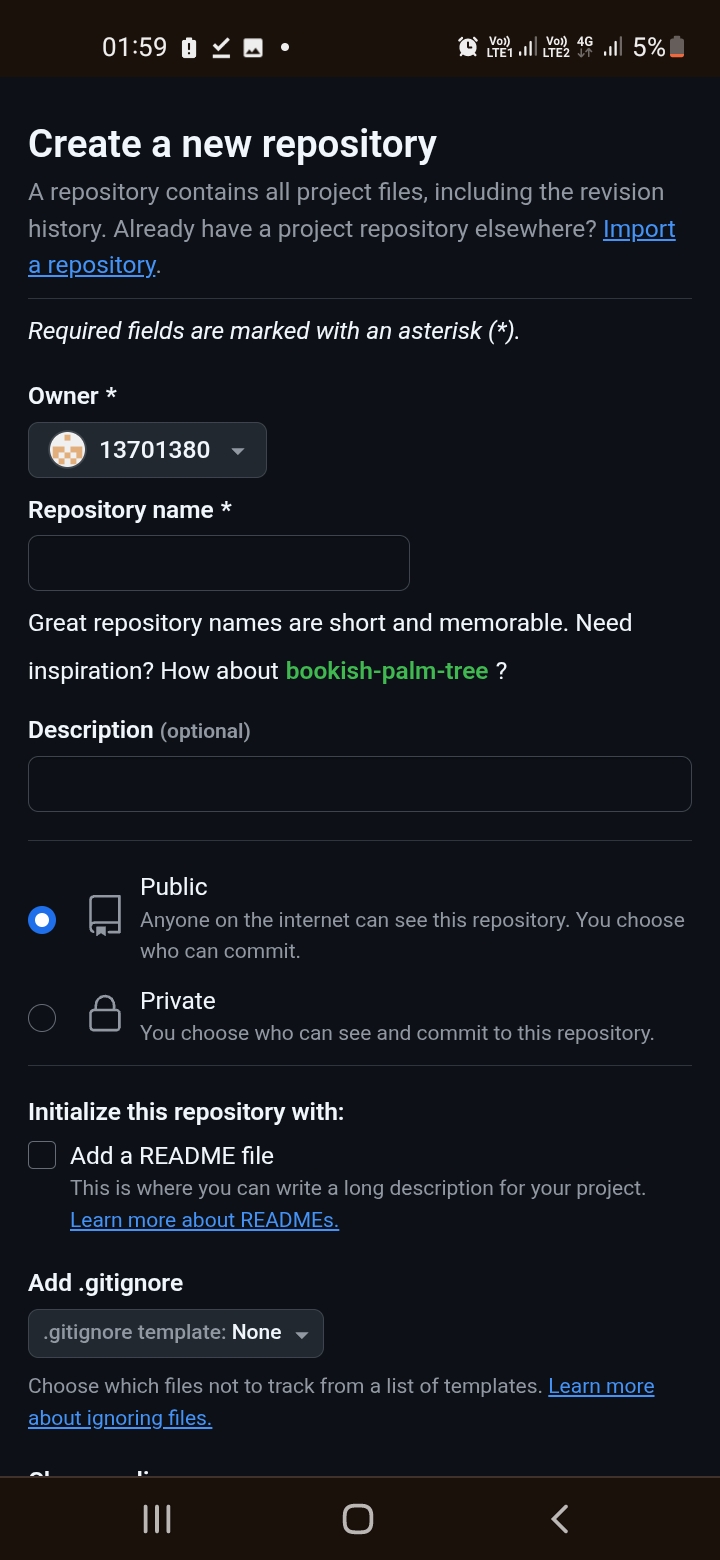 01:59
Vo)) LTE1 Vo)) LTE2 4G 5%
Create a new repository
A repository contains all project files, including the revision
history. Already have a project repository elsewhere? Import
a repository.
Required fields are marked with an asterisk (*).
Owner *
13701380
Repository name *
Great repository names are short and memorable. Need
inspiration? How about bookish-palm-tree ?
Description (optional)
Public
Anyone on the internet can see this repository. You choose
who can commit.
Private
You choose who can see and commit to this repository.
Initialize this repository with:
Add a README file
This is where you can write a long description for your project.
Learn more about READMEs.
Add .gitignore
.gitignore template: None
Choose which files not to track from a list of templates. Learn more
about ignoring files.